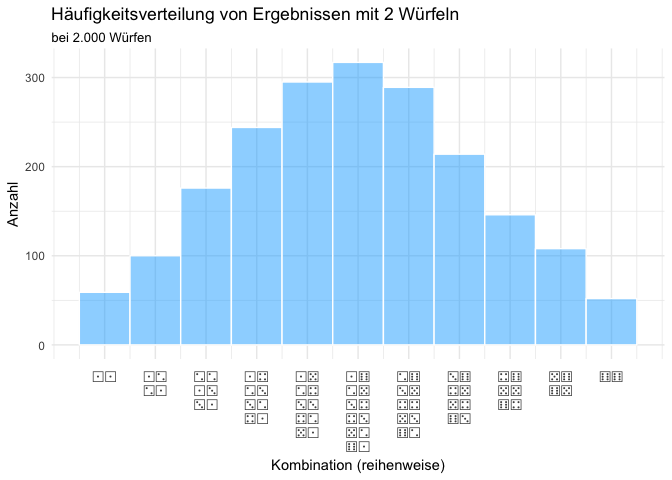 Häufigkeitsverteilung von Ergebnissen mit 2 Würfeln
bei 2.000 Würfen
Anzahl
300
200
100
0
⚀⚀ ⚀⚁ ⚁⚁ ⚀⚃ ⚀⚄ ⚀⚅ ⚁⚅ ⚂⚅ ⚃⚅ ⚄⚅ ⚅⚅
⚁⚀ ⚀⚂ ⚁⚂ ⚁⚃ ⚁⚄ ⚂⚄ ⚃⚄ ⚄⚄ ⚅⚄
⚂⚀ ⚂⚁ ⚃⚁ ⚂⚃ ⚃⚃ ⚄⚃ ⚅⚃
Kombination (reihenweise)